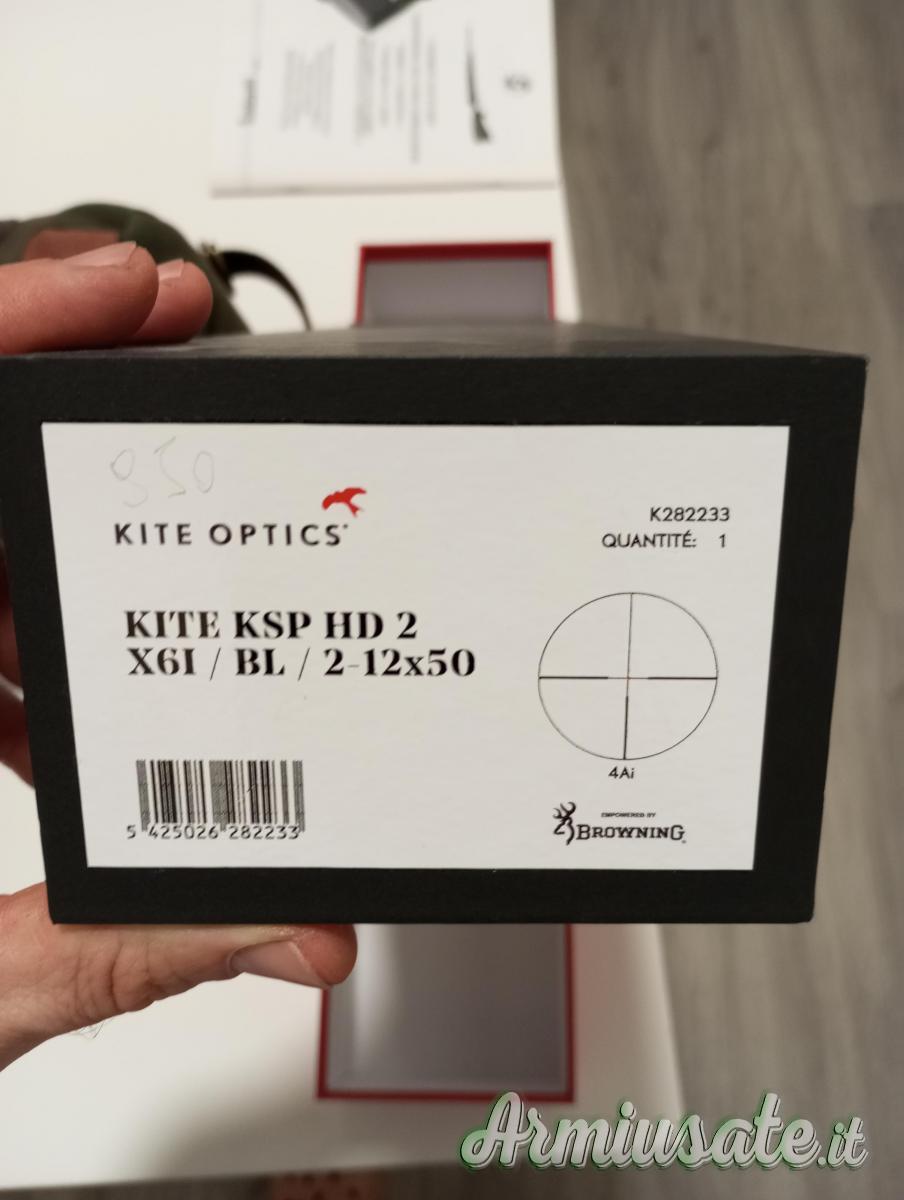 950
KITE OPTICS
K282233
QUANTITÉ: 1
KITE KSP HD 2
X6I / BL / 2-12x50
4Ai
5 425026 282233
EMPOWERED BY
BROWNING
Armiusate.it